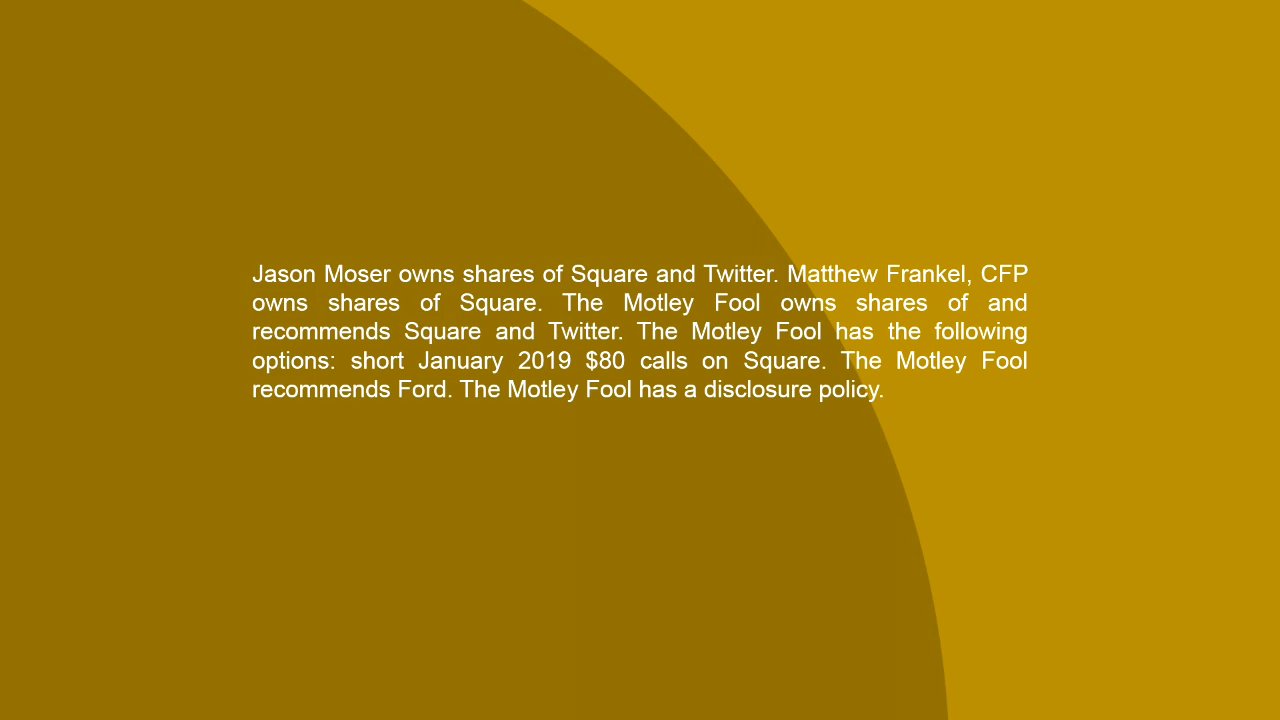 Jason Moser owns shares of Square and Twitter. Matthew Frankel, CFP
owns shares of Square. The Motley Fool owns shares of and
recommends Square and Twitter. The Motley Fool has the following
options: short January 2019 $80 calls on Square. The Motley Fool
recommends Ford. The Motley Fool has a disclosure policy.